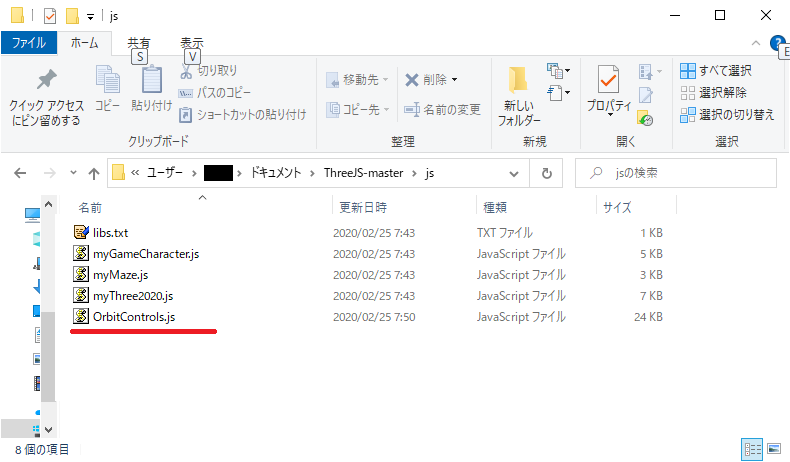 js
ファイル ホーム 共有 表示
S V E
クイック アクセスにピン留めする
コピー
貼り付け
切り取り
パスのコピー
ショートカットの貼り付け
クリップボード
移動先
コピー先
削除
名前の変更
整理
新しいフォルダー
新規
プロパティ
開く
すべて選択
選択解除
選択の切り替え
選択
« ユーザー › › ドキュメント › ThreeJS-master › js
jsの検索
名前 更新日時 種類 サイズ
libs.txt 2020/02/25 7:43 TXT ファイル 1 KB
myGameCharacter.js 2020/02/25 7:43 JavaScript ファイル 5 KB
myMaze.js 2020/02/25 7:43 JavaScript ファイル 3 KB
myThree2020.js 2020/02/25 7:43 JavaScript ファイル 7 KB
OrbitControls.js 2020/02/25 7:50 JavaScript ファイル 24 KB
8 個の項目